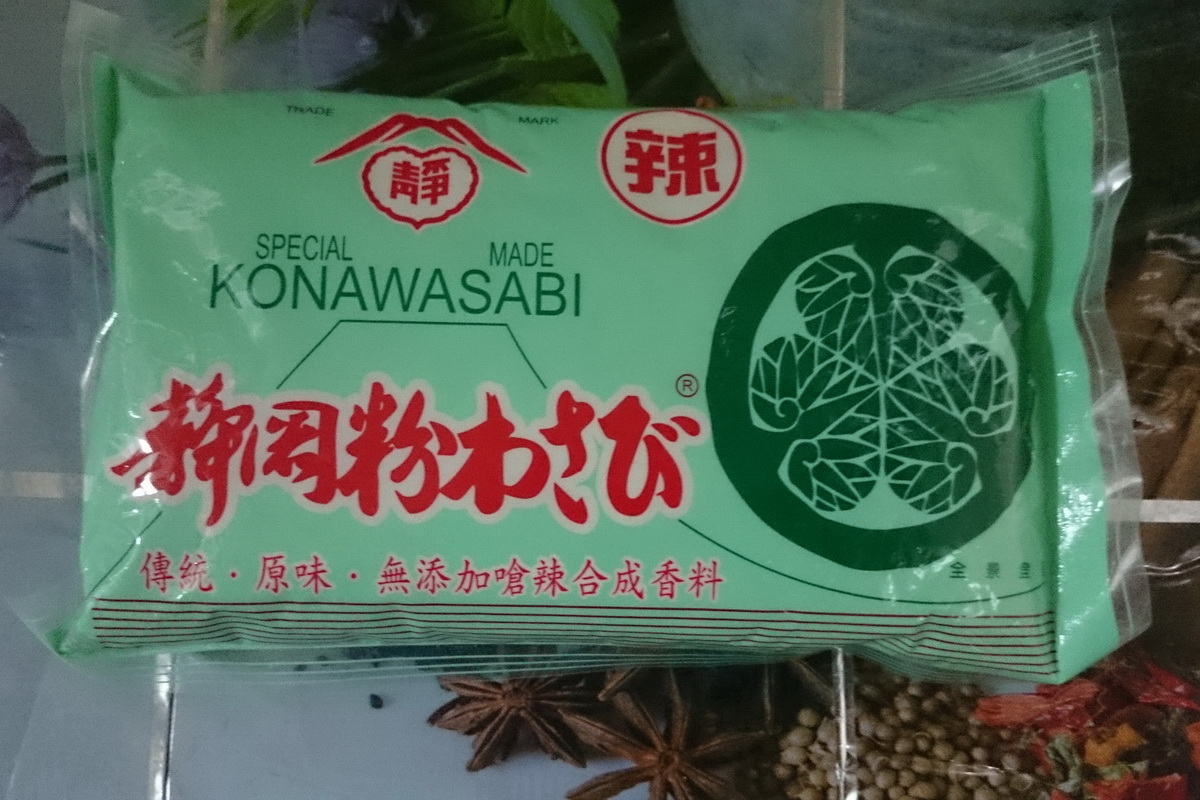 TRADE MARK
靜
辣
SPECIAL MADE
KONAWASABI
静岡粉わさび®
傳統·原味·無添加嗆辣合成香料